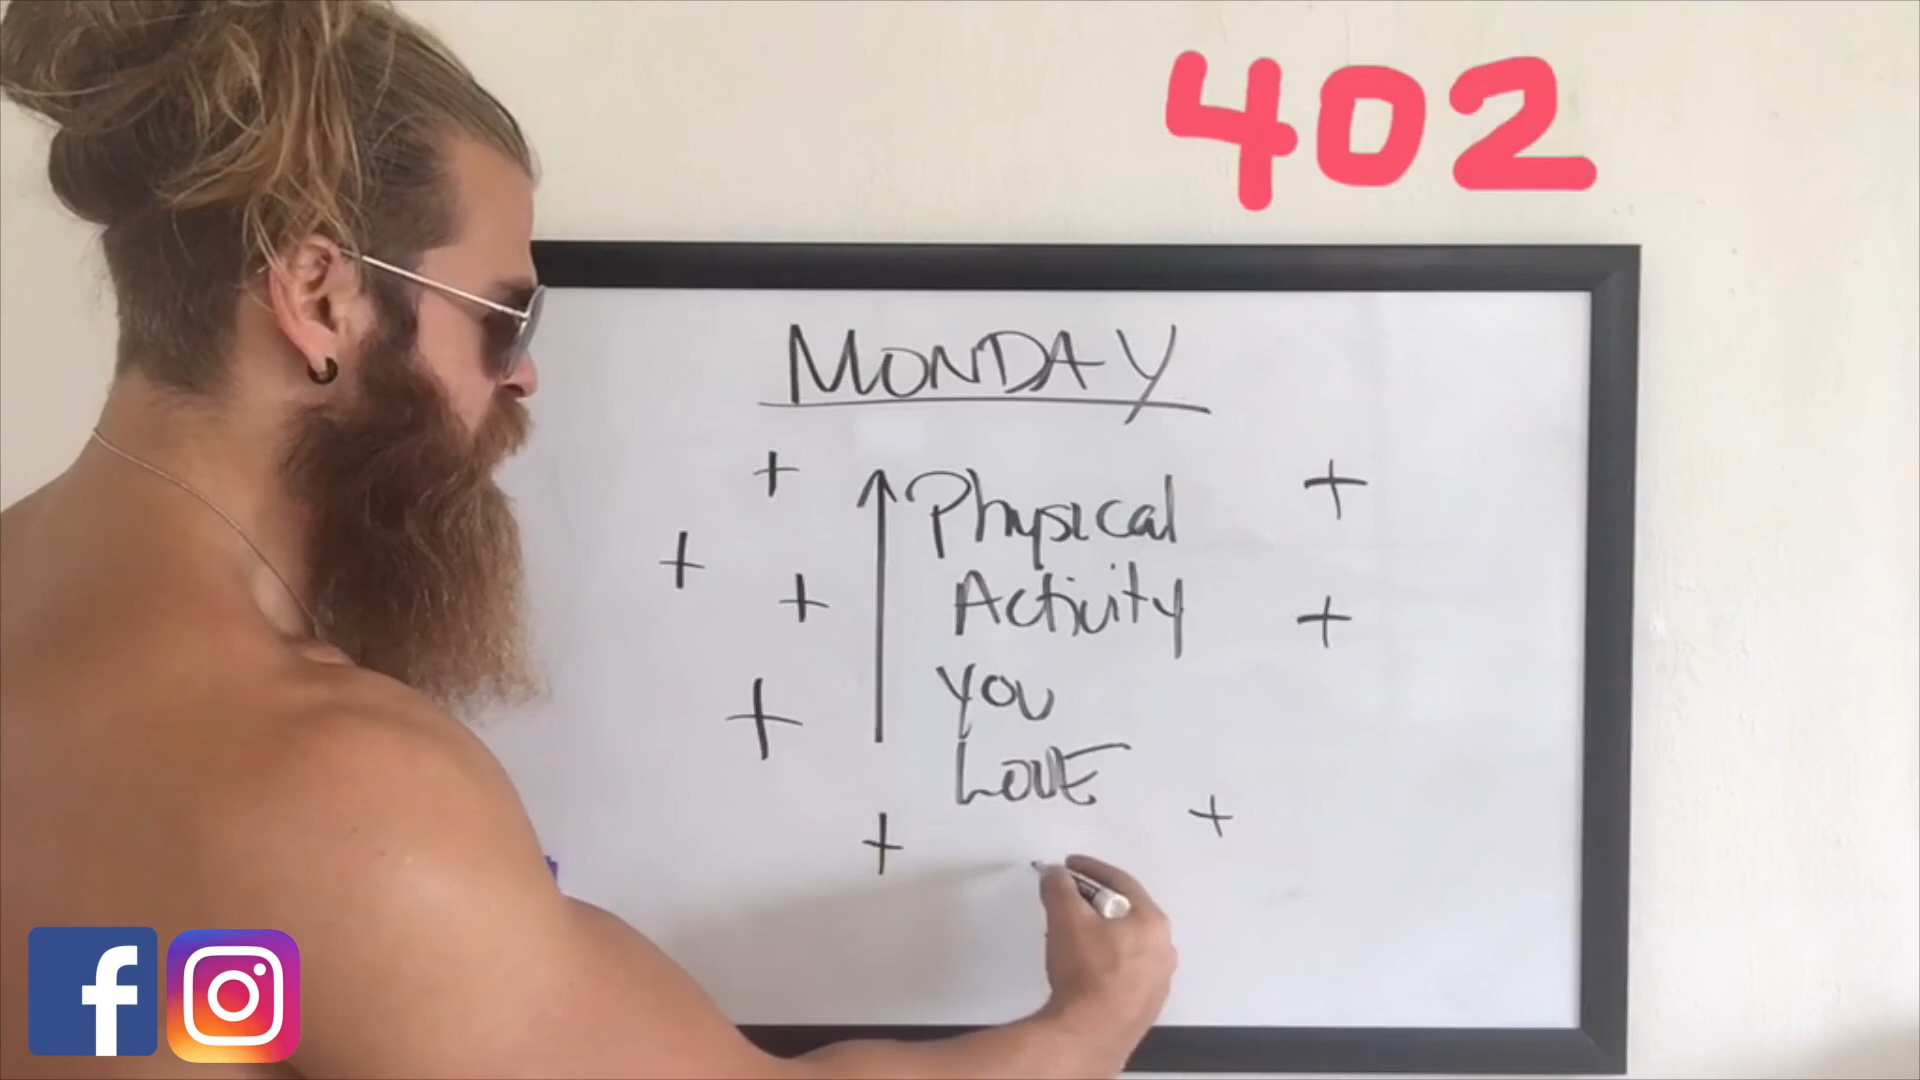 402
MONDAY
+ ↑ Physical +
+ + Activity +
+ You
LOVE
+ +